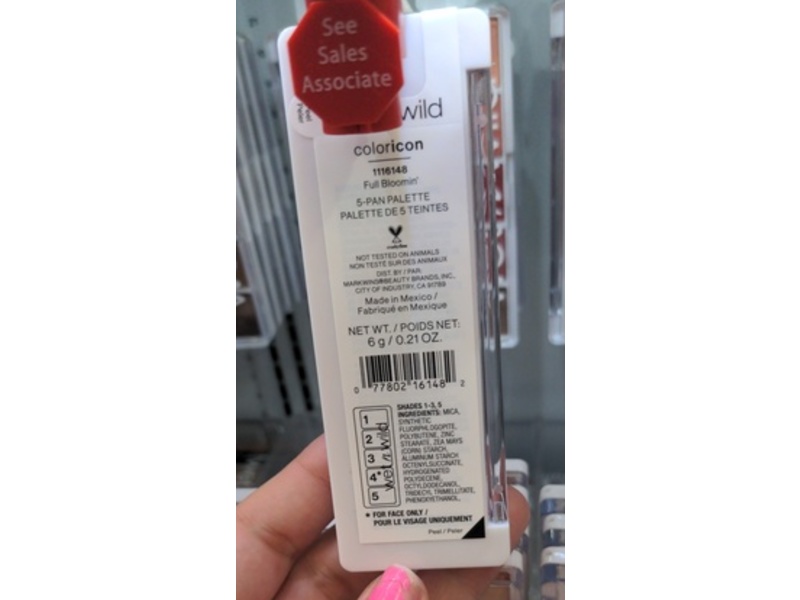 See
Sales
Associate
wild
coloricon
1116148
Full Bloomin'
5-PAN PALETTE
PALETTE DE 5 TEINTES
NOT TESTED ON ANIMALS
NON TESTÉ SUR DES ANIMAUX
DIST. BY / PAR:
MARKWINS®BEAUTY BRANDS, INC.,
CITY OF INDUSTRY, CA 91789
Made in Mexico /
Fabriqué en Mexique
NET WT. / POIDS NET:
6 g / 0.21 OZ.
0 77802 16148 2
1
2
3
4*
5
wet n wild
SHADES 1-3, 5
INGREDIENTS: MICA,
SYNTHETIC
FLUORPHLOGOPITE,
POLYBUTENE, ZINC
STEARATE, ZEA MAYS
(CORN) STARCH,
ALUMINUM STARCH
OCTENYLSUCCINATE,
HYDROGENATED
POLYDECENE,
OCTYLDODECANOL,
TRIDECYL TRIMELLITATE,
PHENOXYETHANOL,
* FOR FACE ONLY /
POUR LE VISAGE UNIQUEMENT
Peel / Peler